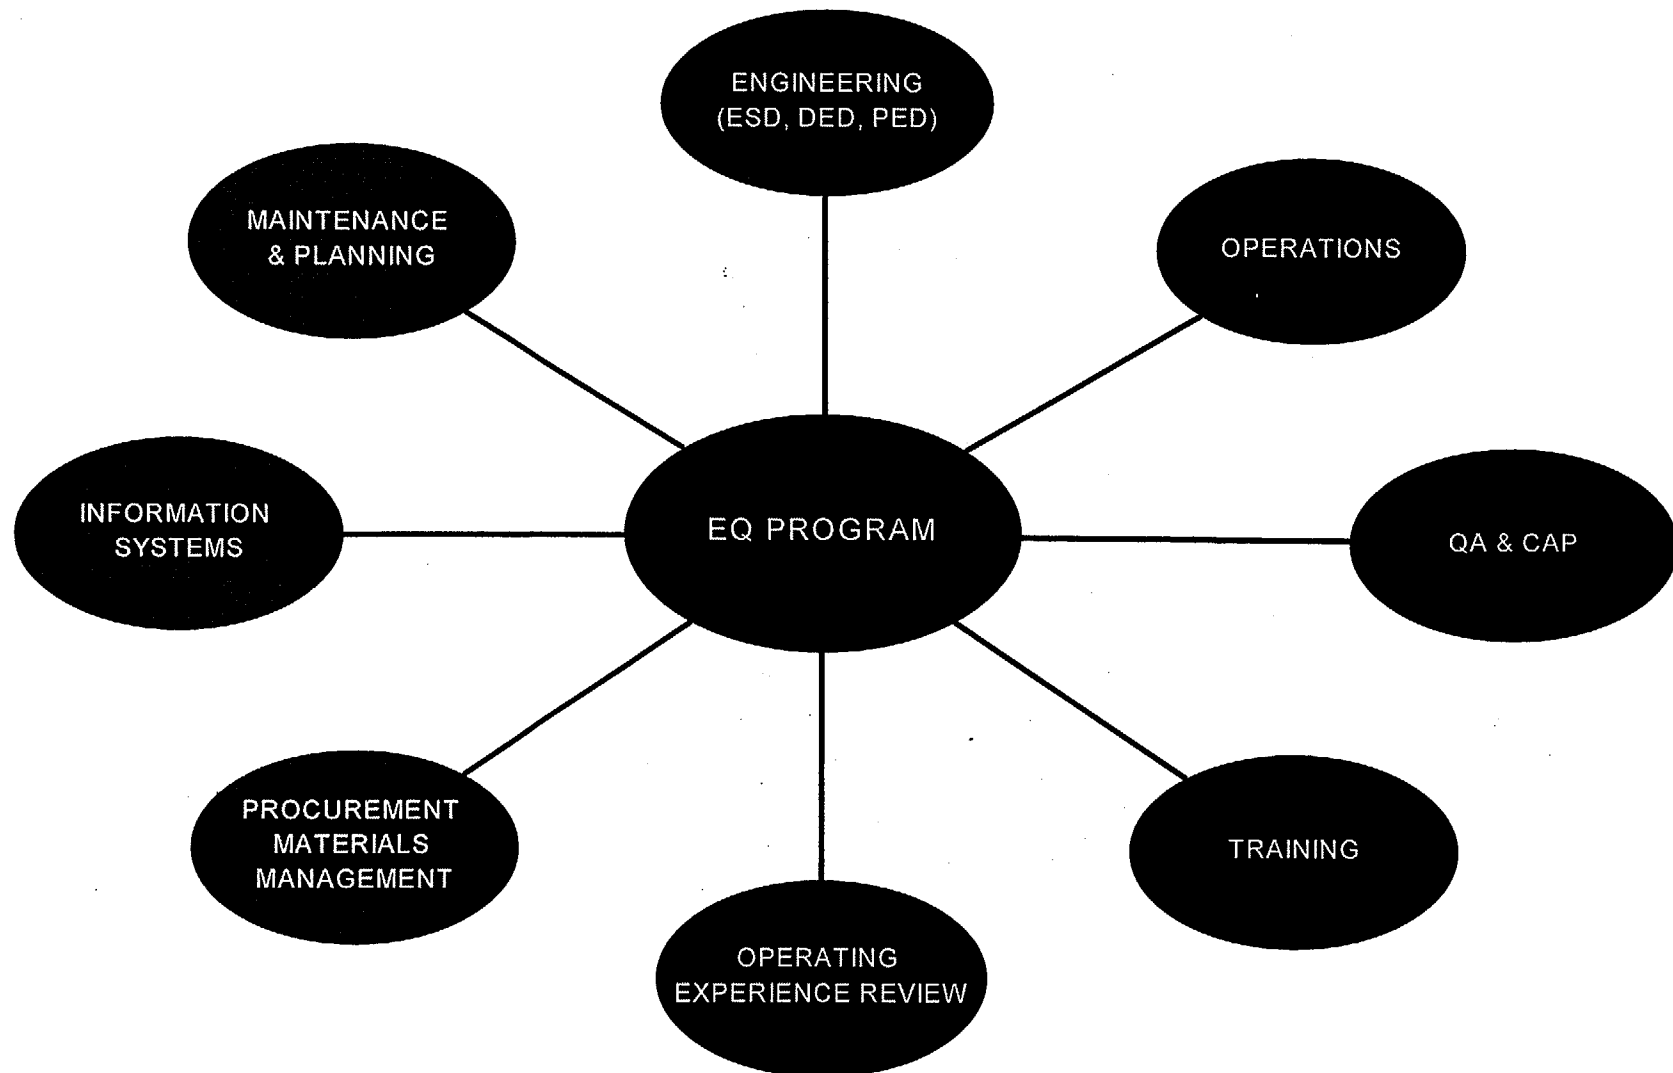 ENGINEERING
(ESD, DED, PED)
MAINTENANCE
& PLANNING
OPERATIONS
INFORMATION
SYSTEMS
EQ PROGRAM
QA & CAP
PROCUREMENT
MATERIALS
MANAGEMENT
TRAINING
OPERATING
EXPERIENCE REVIEW